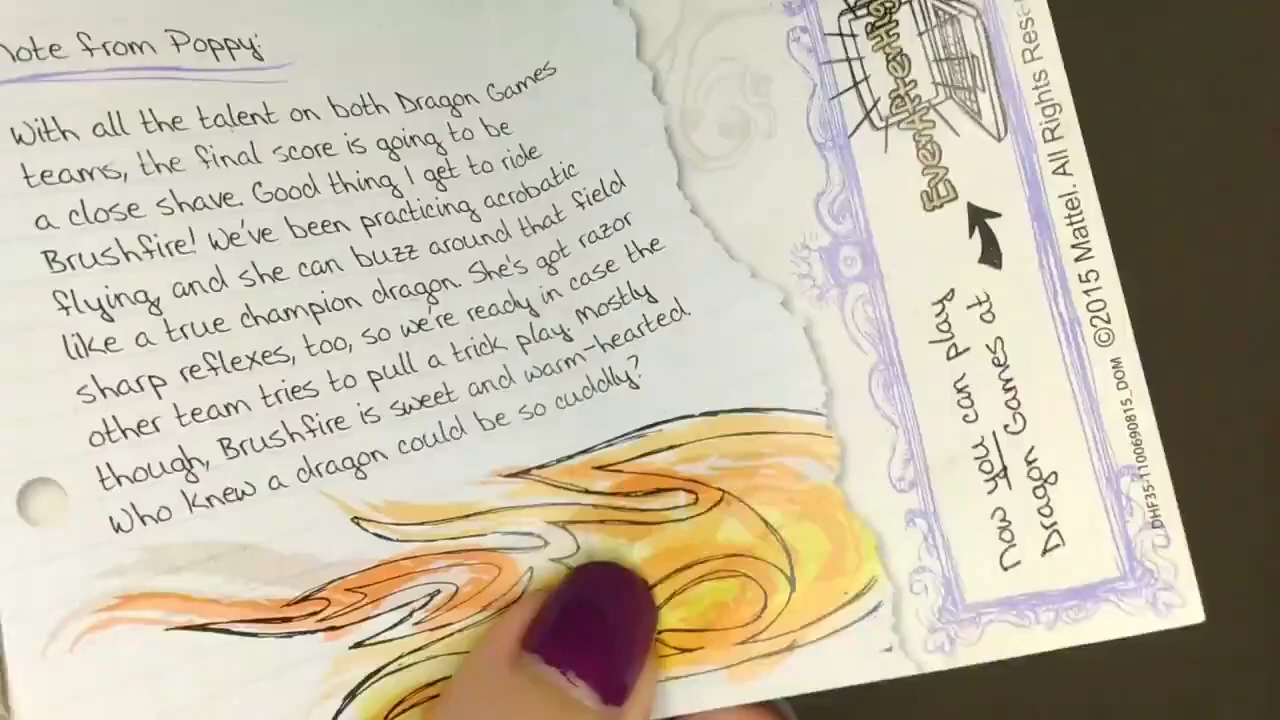 note from Poppy:
With all the talent on both Dragon Games
teams, the final score is going to be
a close shave. Good thing I get to ride
Brushfire! We've been practicing acrobatic
flying, and she can buzz around that field
like a true champion dragon. She's got razor
sharp reflexes, too, so we're ready in case the
other team tries to pull a trick play. mostly
though, Brushfire is sweet and warm-hearted.
Who knew a dragon could be so cuddly?
now you can play
Dragon Games at
EverAfterHig
©2015 Mattel. All Rights Rese
DHF35-1100690815_DOM